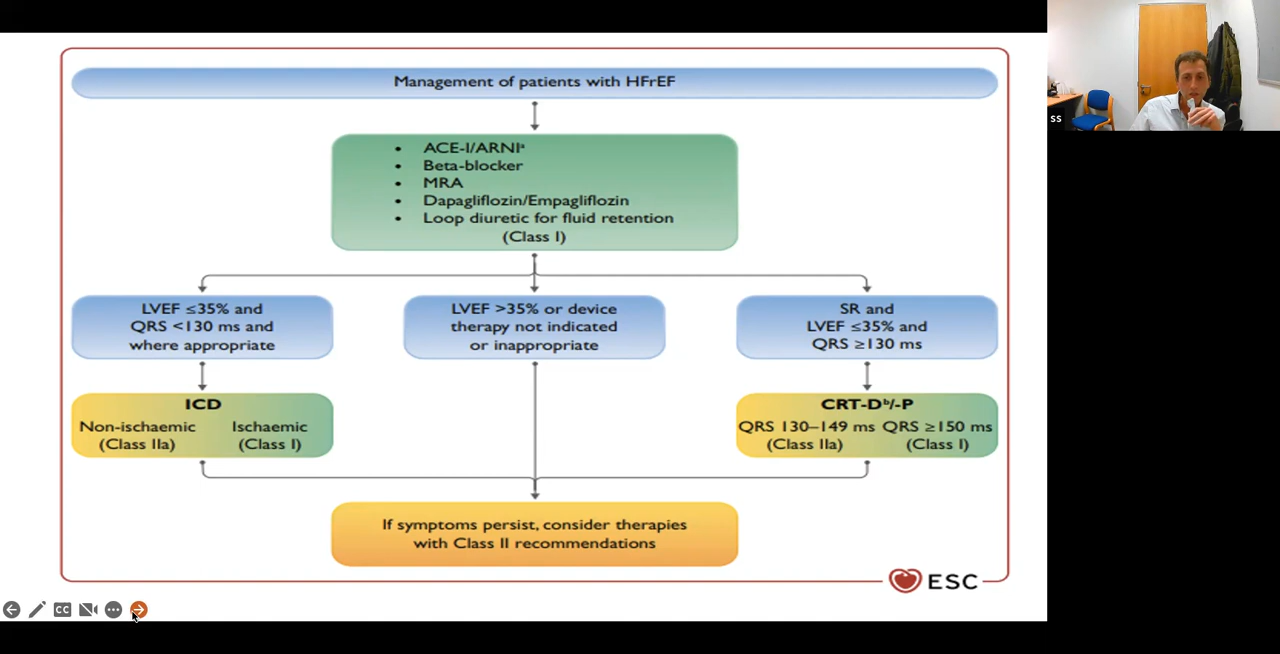 Management of patients with HFrEF
• ACE-I/ARNIᵃ
• Beta-blocker
• MRA
• Dapagliflozin/Empagliflozin
• Loop diuretic for fluid retention
(Class I)
LVEF ≤35% and
QRS <130 ms and
where appropriate
LVEF >35% or device
therapy not indicated
or inappropriate
SR and
LVEF ≤35% and
QRS ≥130 ms
ICD
Non-ischaemic
(Class IIa)
Ischaemic
(Class I)
CRT-Dᵇ/-P
QRS 130–149 ms
(Class IIa)
QRS ≥150 ms
(Class I)
If symptoms persist, consider therapies
with Class II recommendations
ESC
CC
ss